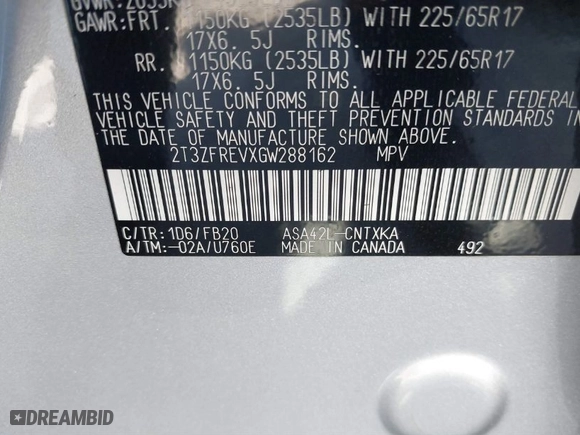 GAWR:FRT. 1150KG (2535LB) WITH 225/65R17
17X6.5J RIMS.
RR. 1150KG (2535LB) WITH 225/65R17
17X6.5J RIMS.
THIS VEHICLE CONFORMS TO ALL APPLICABLE FEDERAL
SAFETY AND THEFT PREVENTION STANDARDS IN EFFECT ON
THE DATE OF MANUFACTURE SHOWN ABOVE.
2T3ZFREVXGW288162 MPV
C/TR: 1D6/FB20 ASA42L-CNTXKA
A/TM:-02A/U760E MADE IN CANADA 492
DREAMBID